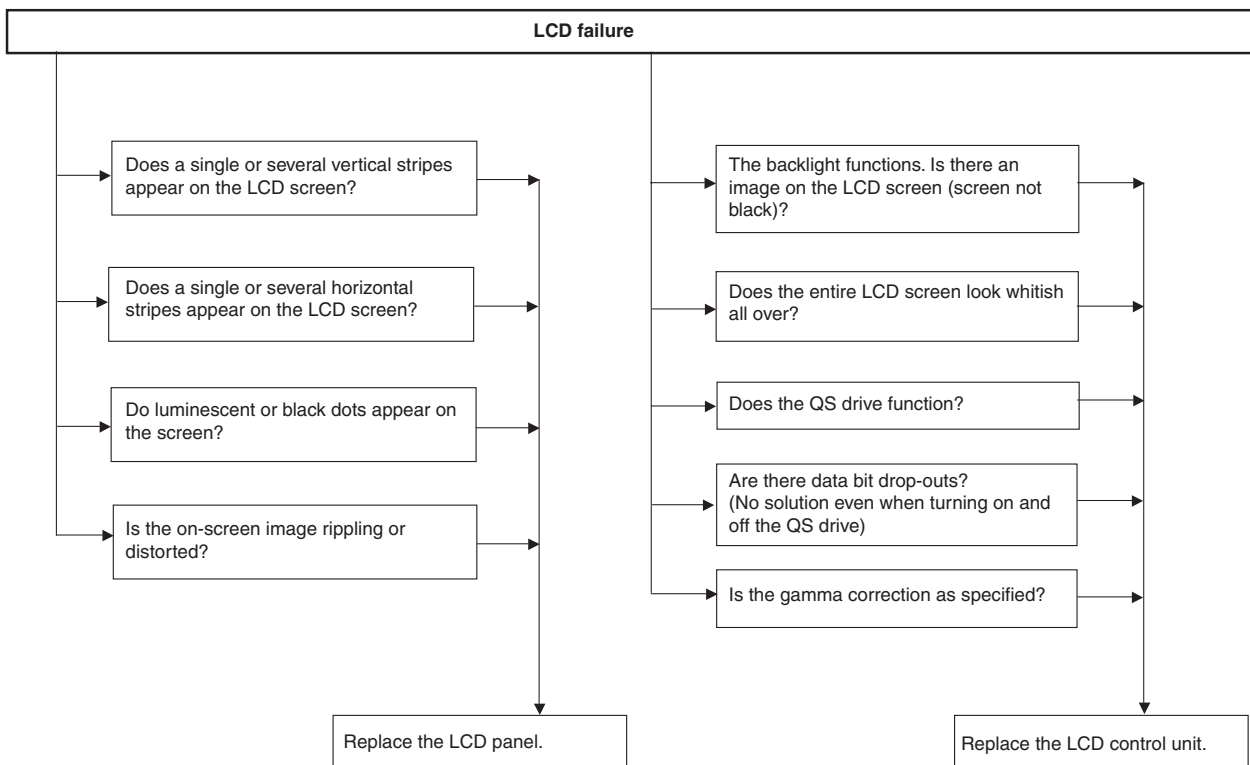 LCD failure
Does a single or several vertical stripes
appear on the LCD screen?
Does a single or several horizontal
stripes appear on the LCD screen?
Do luminescent or black dots appear on
the screen?
Is the on-screen image rippling or
distorted?
Replace the LCD panel.
The backlight functions. Is there an
image on the LCD screen (screen not
black)?
Does the entire LCD screen look whitish
all over?
Does the QS drive function?
Are there data bit drop-outs?
(No solution even when turning on and
off the QS drive)
Is the gamma correction as specified?
Replace the LCD control unit.